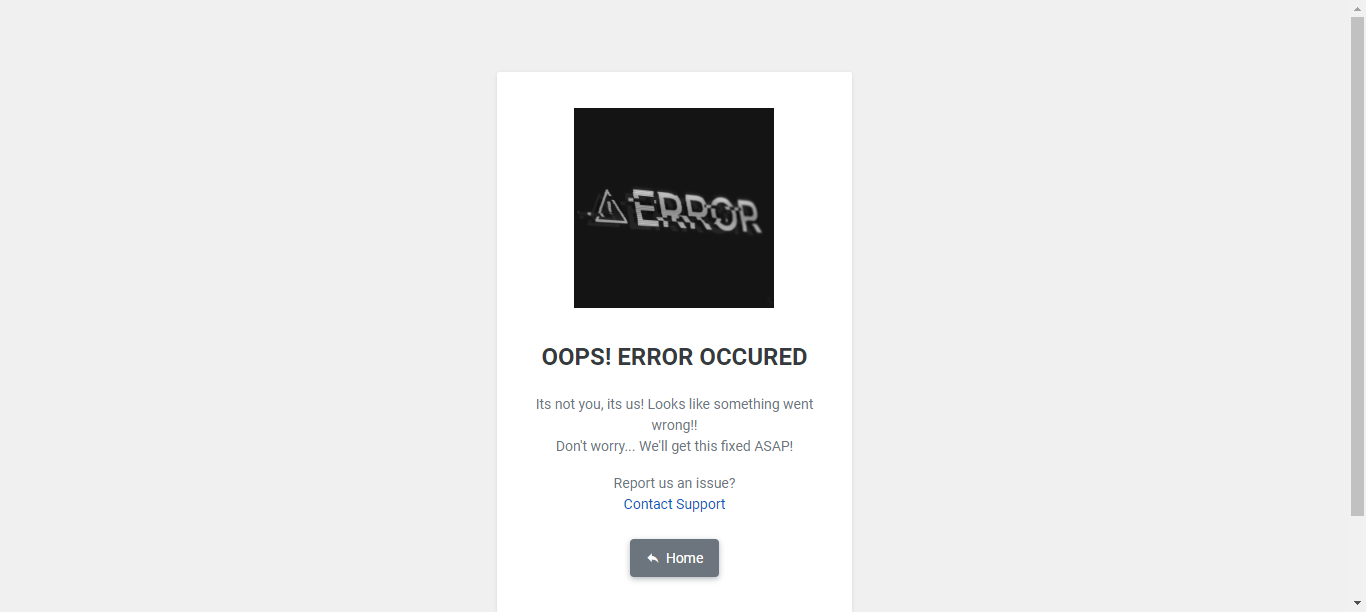 ERROR
OOPS! ERROR OCCURED
Its not you, its us! Looks like something went
wrong!!
Don't worry... We'll get this fixed ASAP!
Report us an issue?
Contact Support
Home